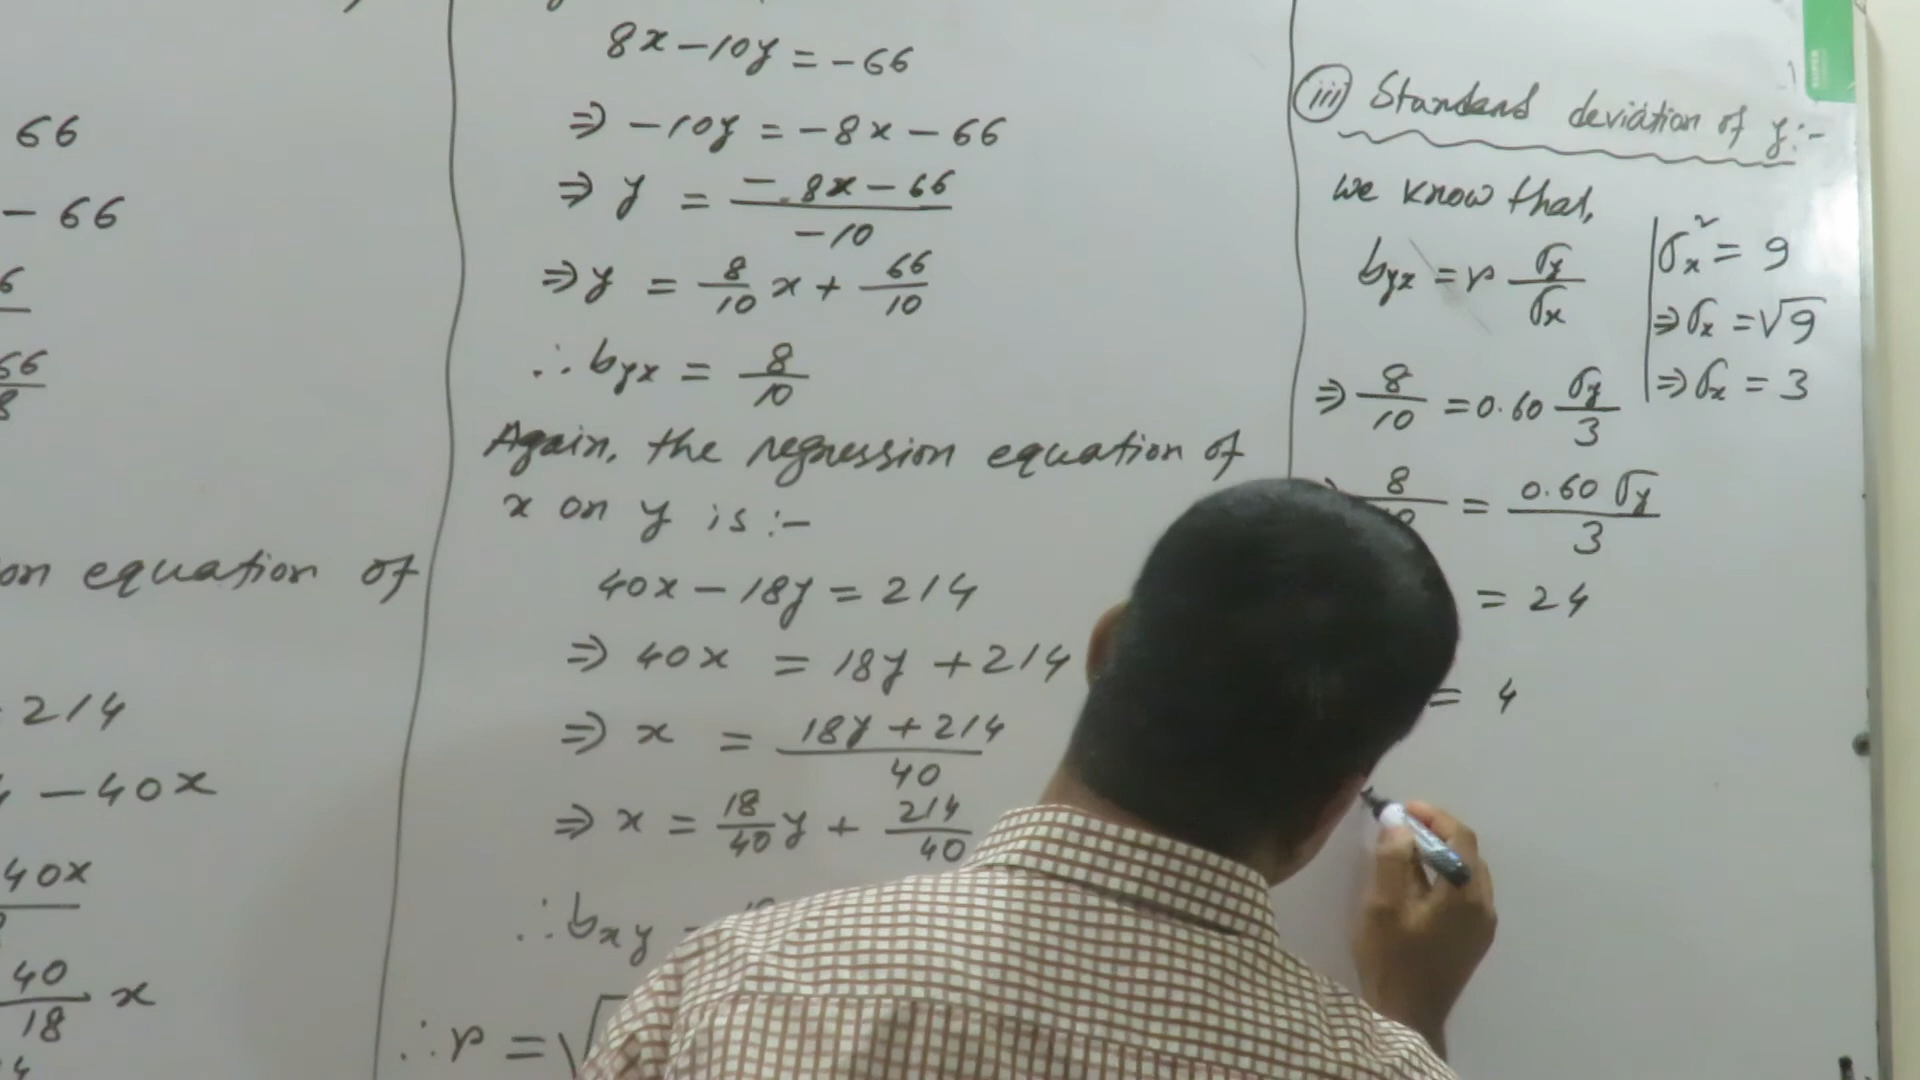 66
- 66
6
66
8
on equation of
214
- 40x
40x
40
18 x
8x - 10y = -66
⇒ -10y = -8x - 66
⇒ y = -8x - 66
-10
⇒ y = 8/10 x + 66/10
∴ byx = 8/10
Again, the regression equation of
x on y is :-
40x - 18y = 214
⇒ 40x = 18y + 214
⇒ x = 18y + 214
40
⇒ x = 18/40 y + 214/40
∴ bxy =
∴ r = √
(iii) Standard deviation of y :-
we know that,
byx = r σy/σx
⇒ 8/10 = 0.60 σy/3
8 = 0.60 σy
3
= 24
= 4
σx² = 9
⇒ σx = √9
⇒ σx = 3
SUPER